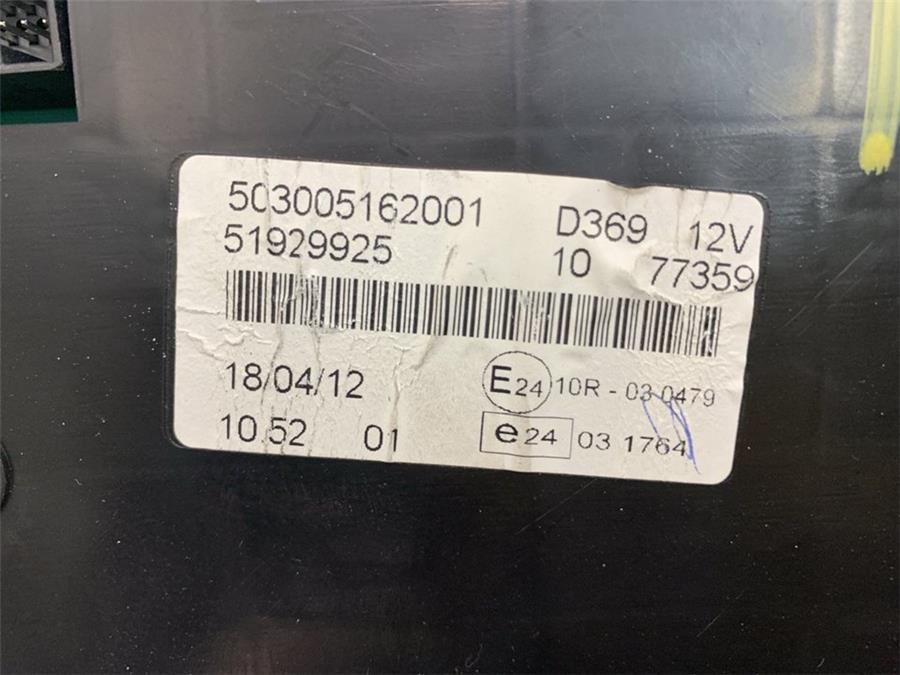 503005162001 D369 12V
51929925 10 77359
18/04/12 E24 10R - 03 0479
10.52 01 e24 03 1764